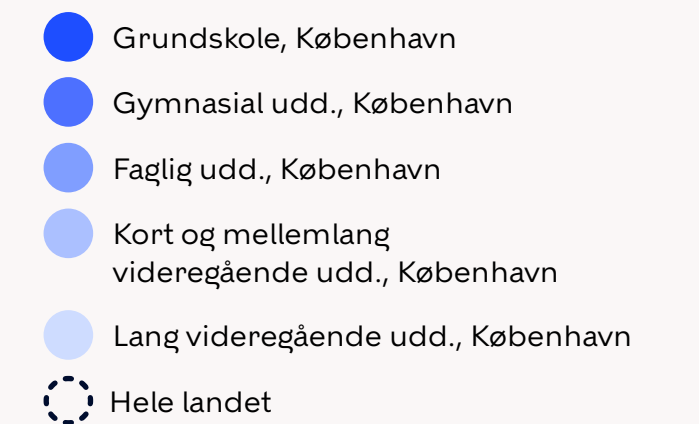 Grundskole, København
Gymnasial udd., København
Faglig udd., København
Kort og mellemlang
videregående udd., København
Lang videregående udd., København
Hele landet